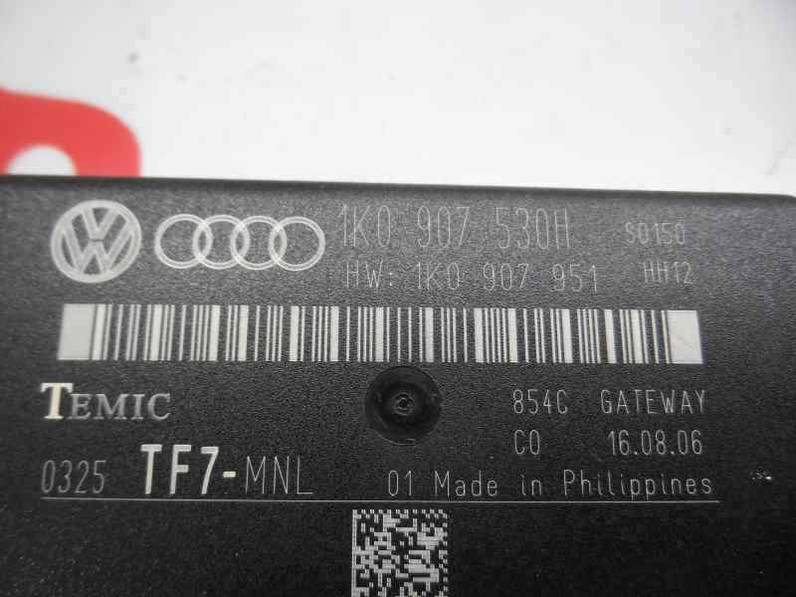 1K0 907 530H S0150
HW: 1K0 907 951 HH12
TEMIC 854C GATEWAY
C0 16.08.06
0325 TF7-MNL 01 Made in Philippines